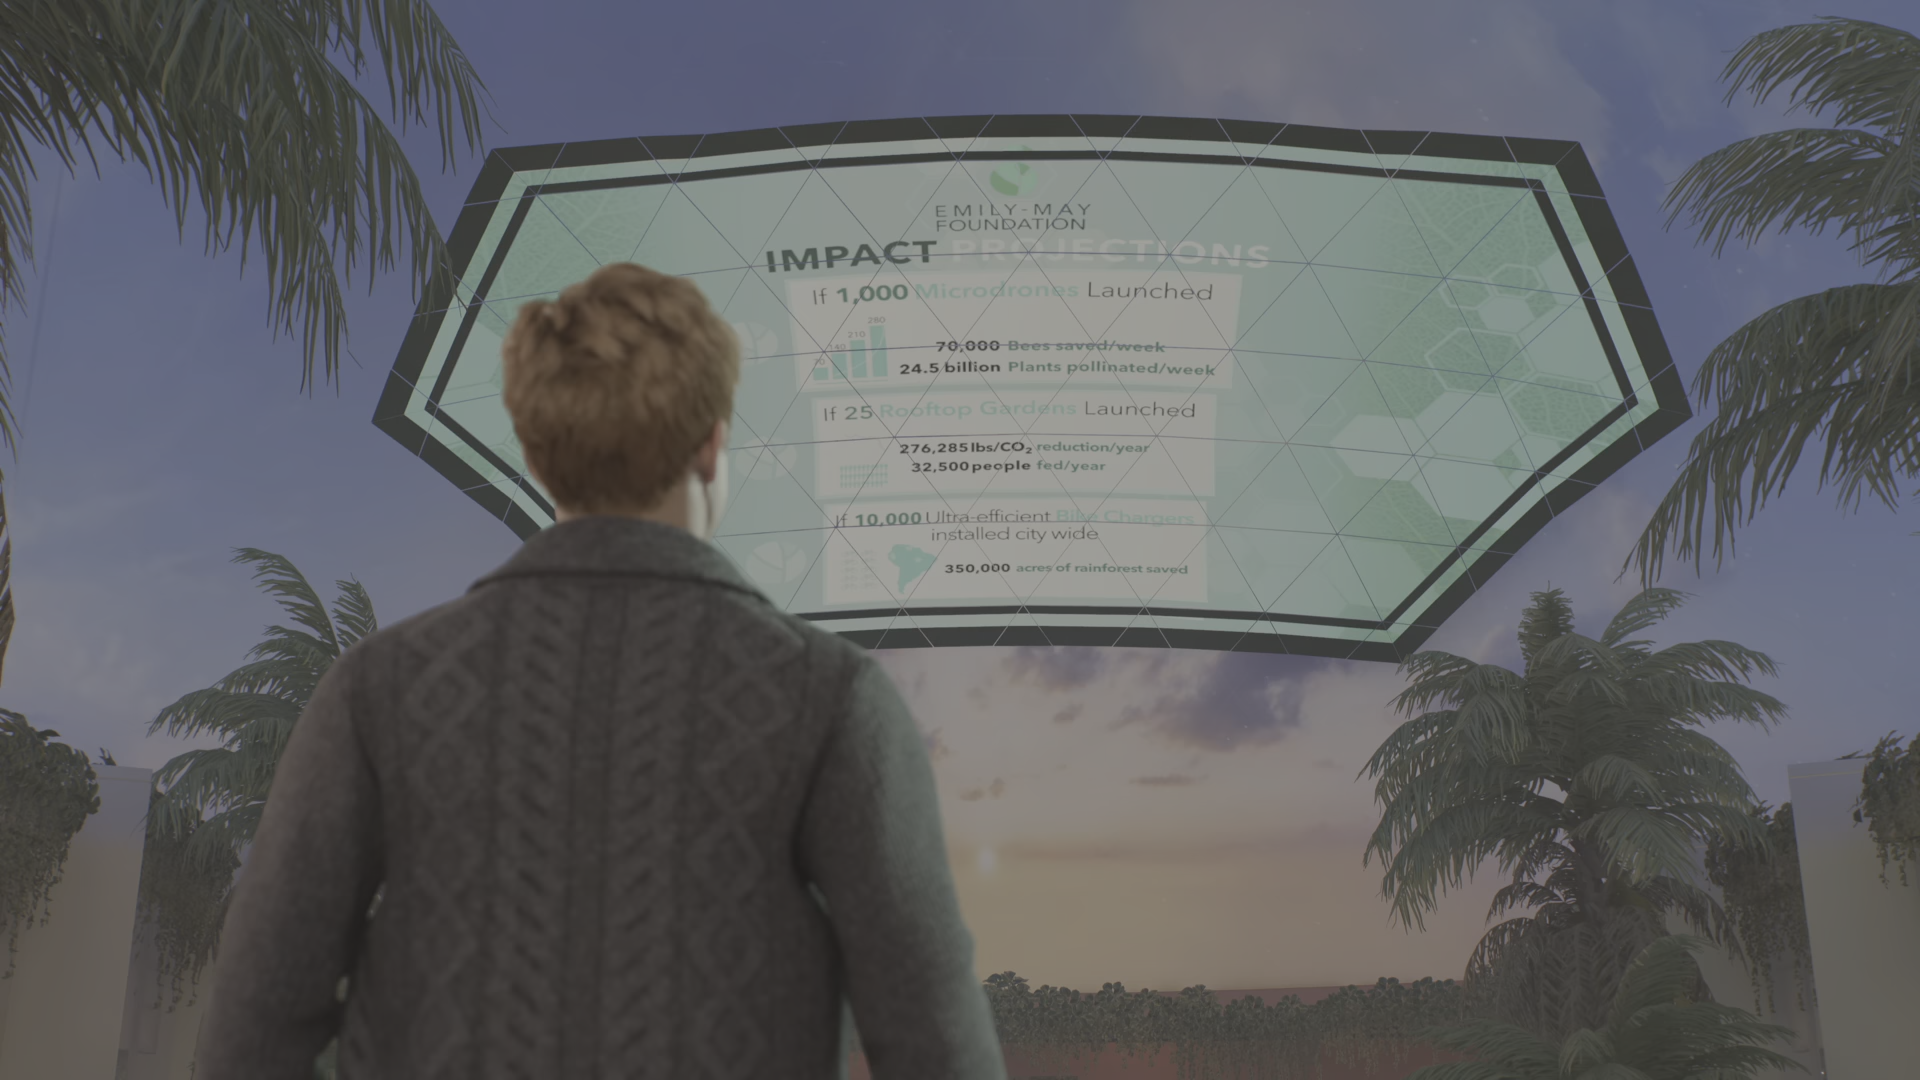 EMILY-MAY
FOUNDATION
IMPACT PROJECTIONS
If 1,000 Microdrones Launched
280
210
140
70
70,000 Bees saved/week
24.5 billion Plants pollinated/week
If 25 Rooftop Gardens Launched
276,285 lbs/CO₂ reduction/year
32,500 people fed/year
If 10,000 Ultra-efficient Bike Chargers
installed city wide
350,000 acres of rainforest saved